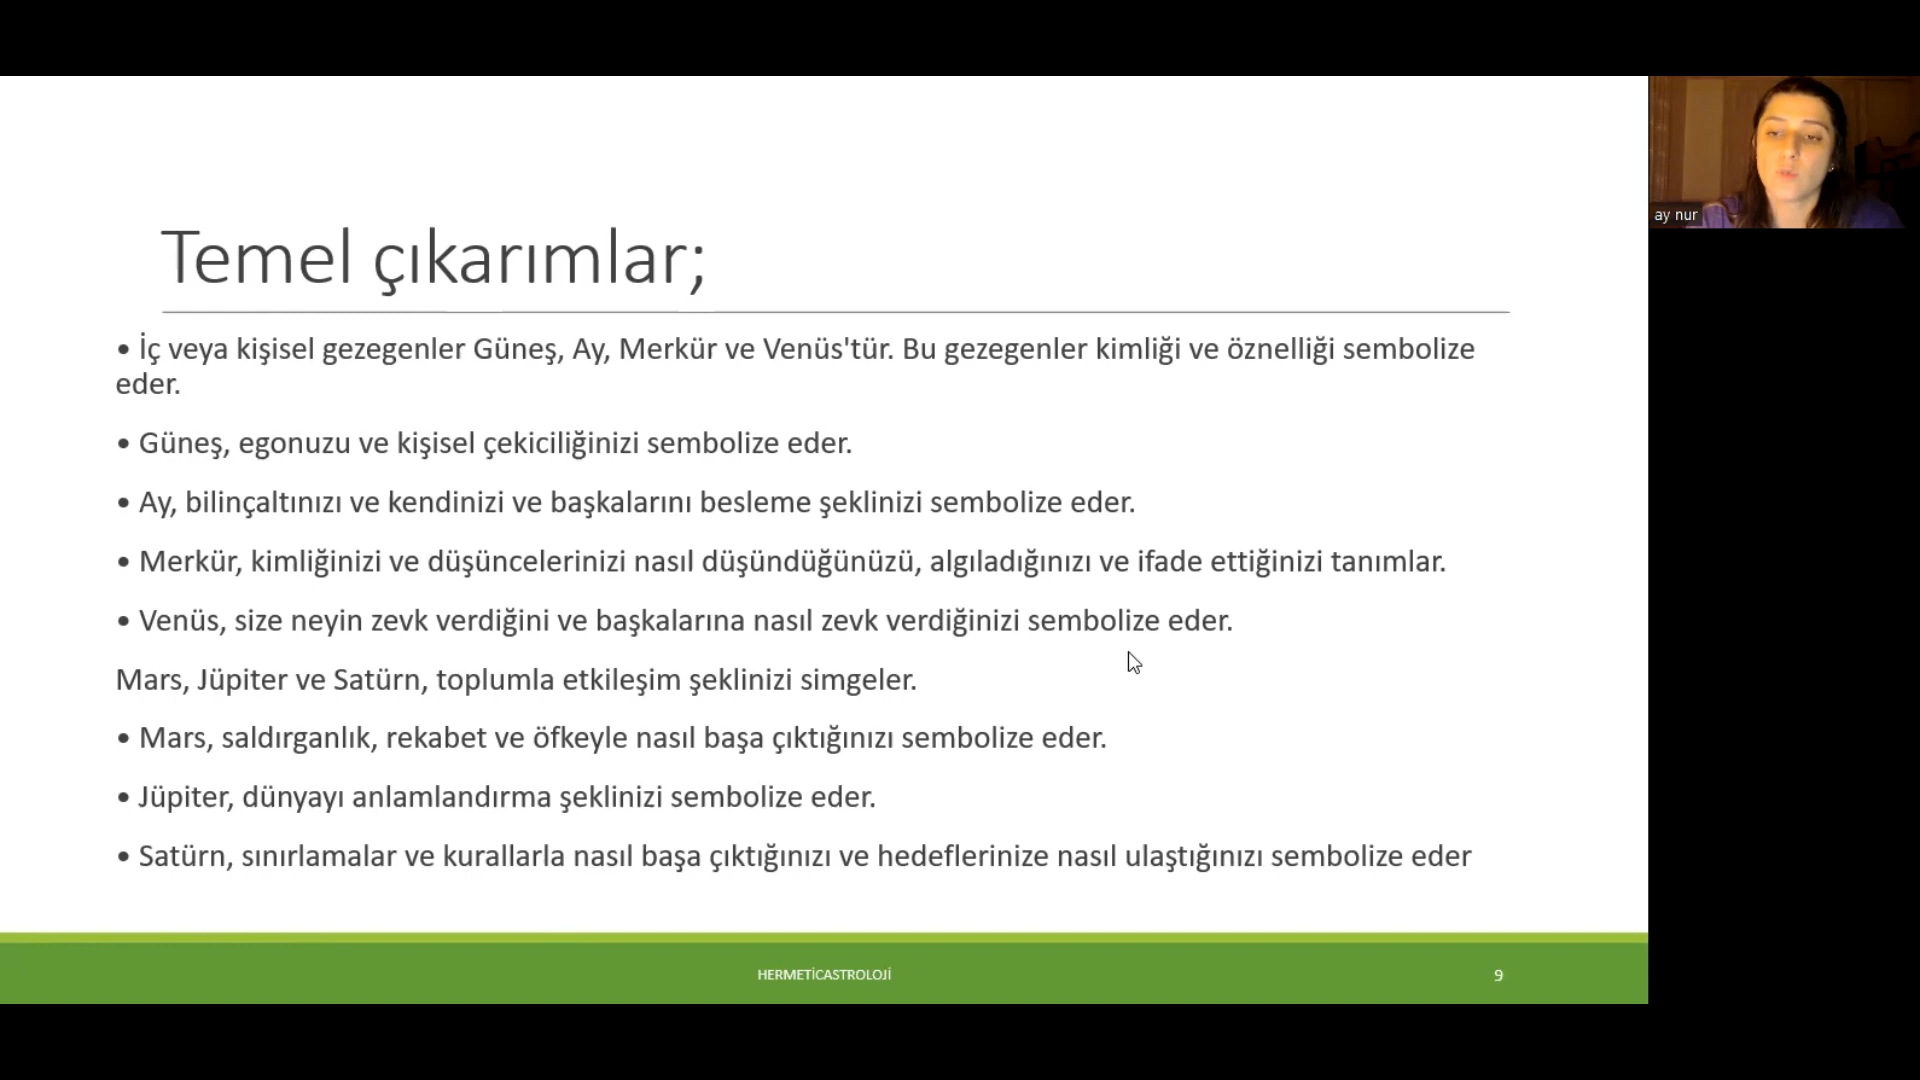 ay nur
Temel çıkarımlar;
• İç veya kişisel gezegenler Güneş, Ay, Merkür ve Venüs'tür. Bu gezegenler kimliği ve öznelliği sembolize
eder.
• Güneş, egonuzu ve kişisel çekiciliğinizi sembolize eder.
• Ay, bilinçaltınızı ve kendinizi ve başkalarını besleme şeklinizi sembolize eder.
• Merkür, kimliğinizi ve düşüncelerinizi nasıl düşündüğünüzü, algıladığınızı ve ifade ettiğinizi tanımlar.
• Venüs, size neyin zevk verdiğini ve başkalarına nasıl zevk verdiğinizi sembolize eder.
Mars, Jüpiter ve Satürn, toplumla etkileşim şeklinizi simgeler.
• Mars, saldırganlık, rekabet ve öfkeyle nasıl başa çıktığınızı sembolize eder.
• Jüpiter, dünyayı anlamlandırma şeklinizi sembolize eder.
• Satürn, sınırlamalar ve kurallarla nasıl başa çıktığınızı ve hedeflerinize nasıl ulaştığınızı sembolize eder
HERMETİCASTROLOJİ
9